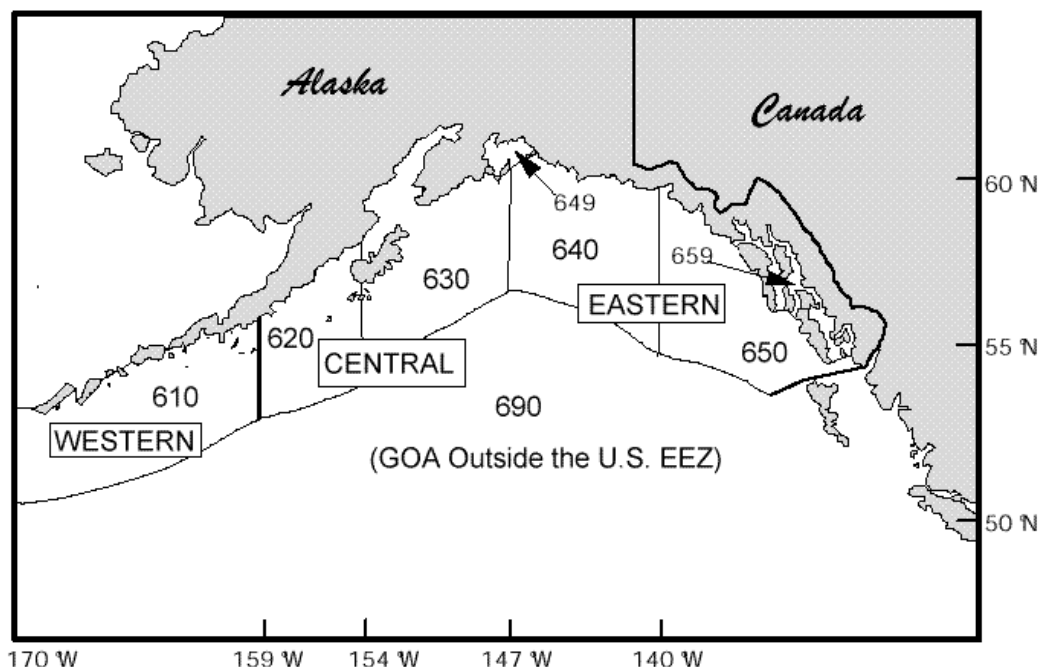 Alaska
Canada
60 °N
649
640
659
630
EASTERN
620
55 °N
CENTRAL
650
610
690
WESTERN
(GOA Outside the U.S. EEZ)
50 °N
170 °W
159 °W
154 °W
147 °W
140 °W